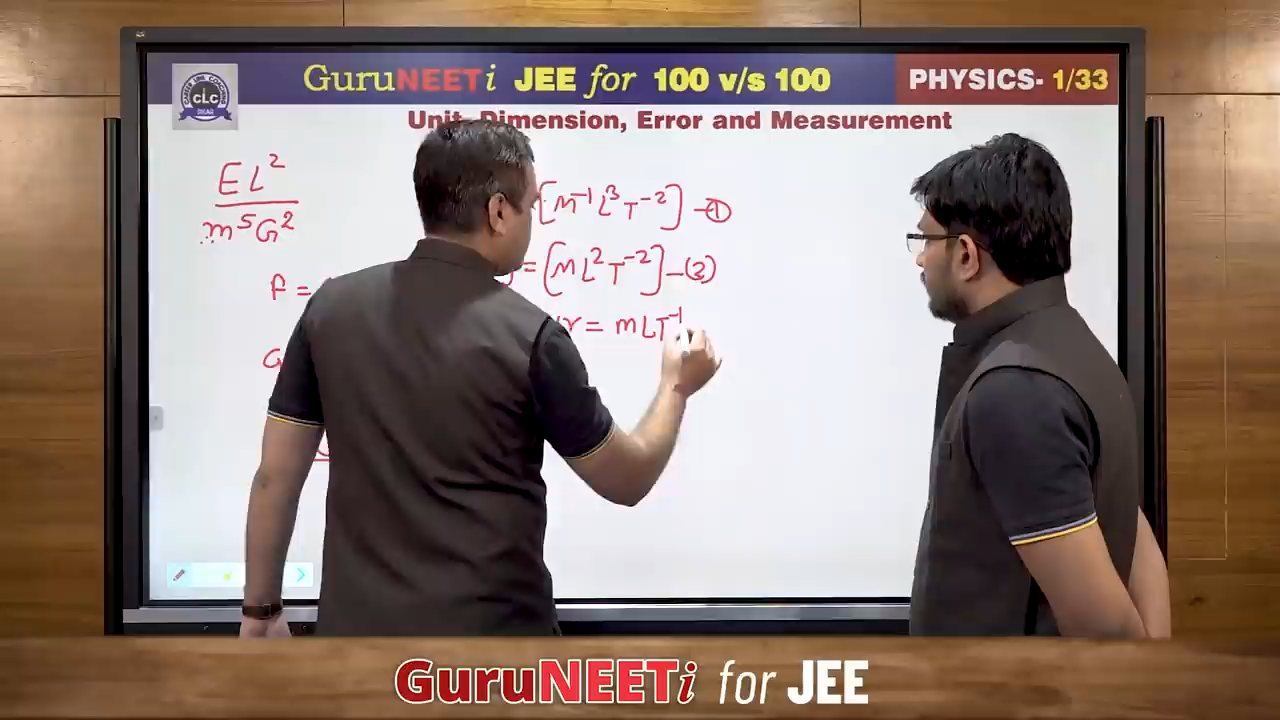 GuruNEETi JEE for 100 v/s 100
PHYSICS- 1/33
CLC
Unit, Dimension, Error and Measurement
EL²
m⁵G²
[M⁻¹L³T⁻²] -①
= [ML²T⁻²] -(2)
F =
G
= MLT⁻¹
GuruNEETi for JEE